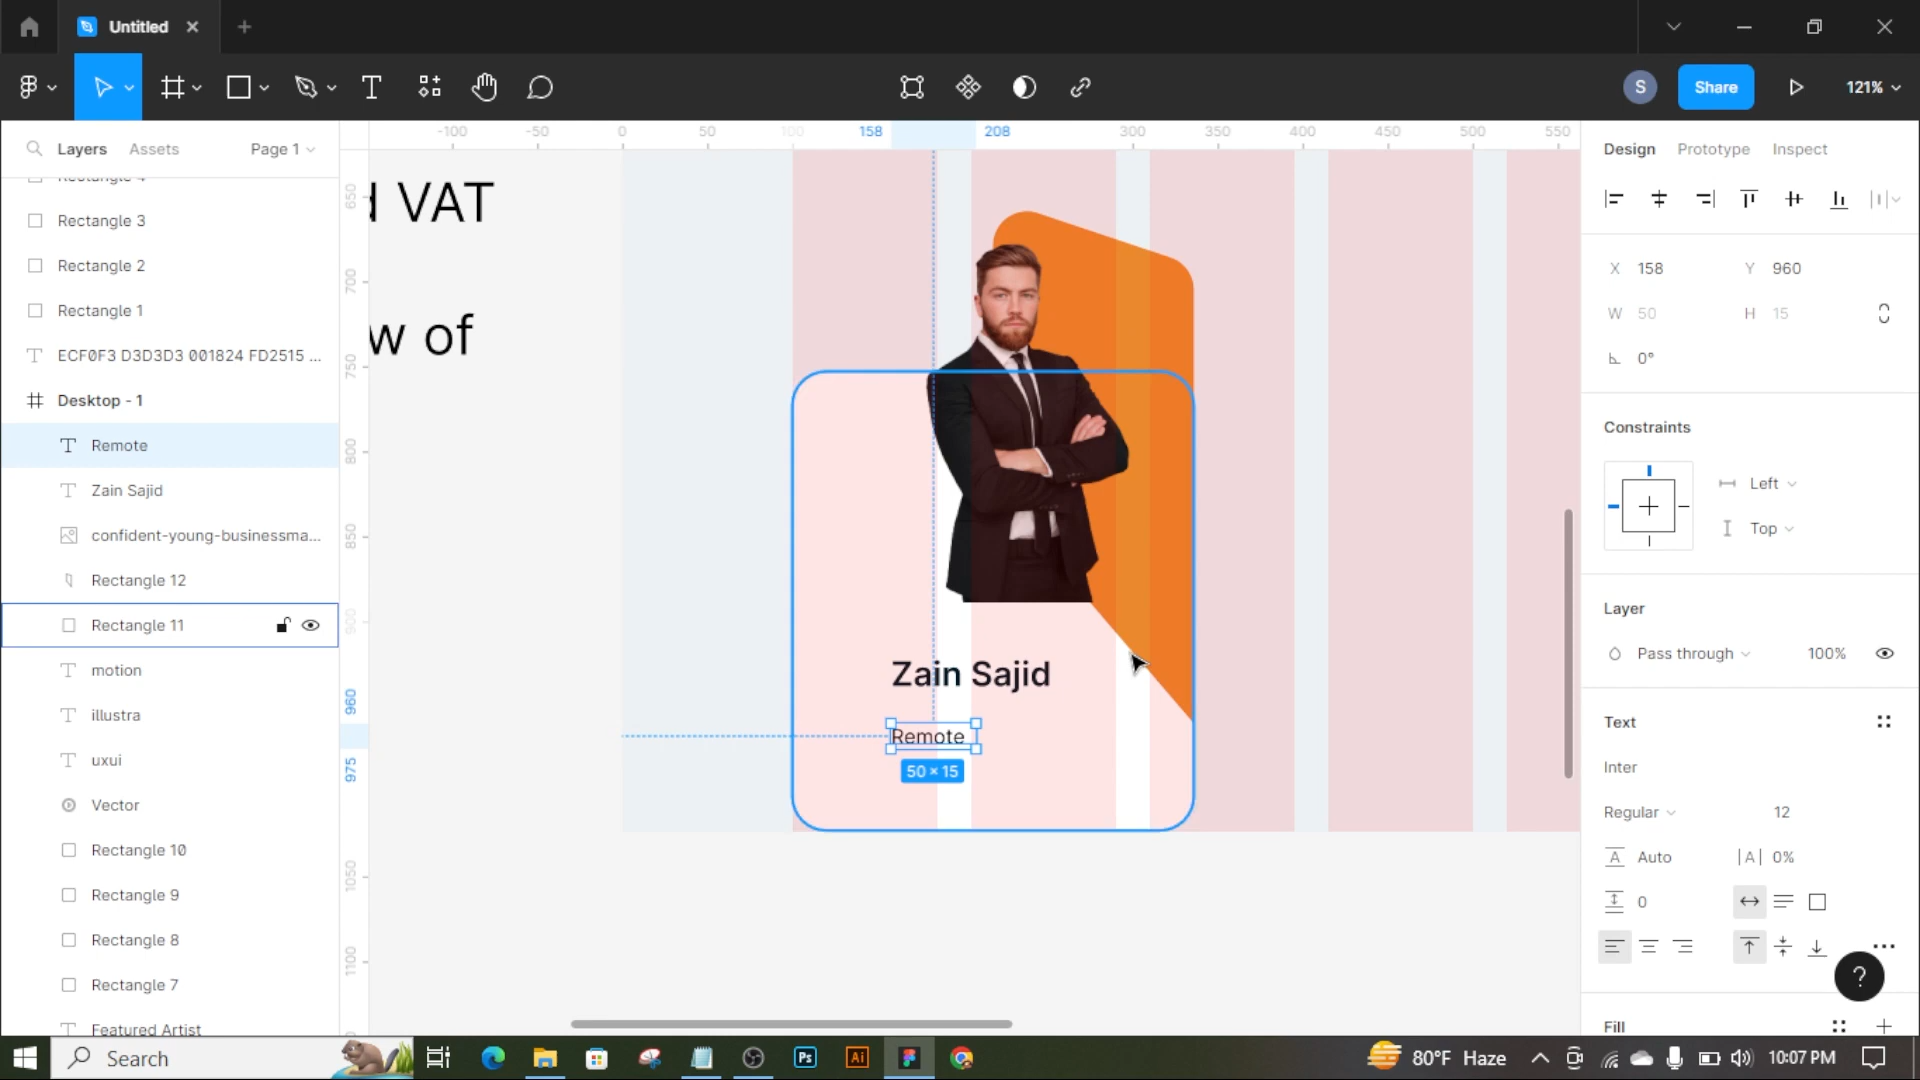 Untitled
Share
S
121%
Layers
Assets
Page 1
-100
-50
0
50
100
158
208
300
350
400
450
500
550
Design
Prototype
Inspect
Rectangle 3
Rectangle 2
Rectangle 1
ECF0F3 D3D3D3 001824 FD2515 ...
Desktop - 1
Remote
Zain Sajid
confident-young-businessma...
Rectangle 12
Rectangle 11
motion
illustra
uxui
Vector
Rectangle 10
Rectangle 9
Rectangle 8
Rectangle 7
Featured Artist
650
700
750
800
850
900
960
975
1050
1100
VAT
w of
Zain Sajid
Remote
50 × 15
X 158
Y 960
W 50
H 15
0°
Constraints
Left
Top
Layer
Pass through
100%
Text
Inter
Regular
12
A Auto
|A| 0%
0
?
Fill
Search
Ps
Ai
80°F Haze
10:07 PM